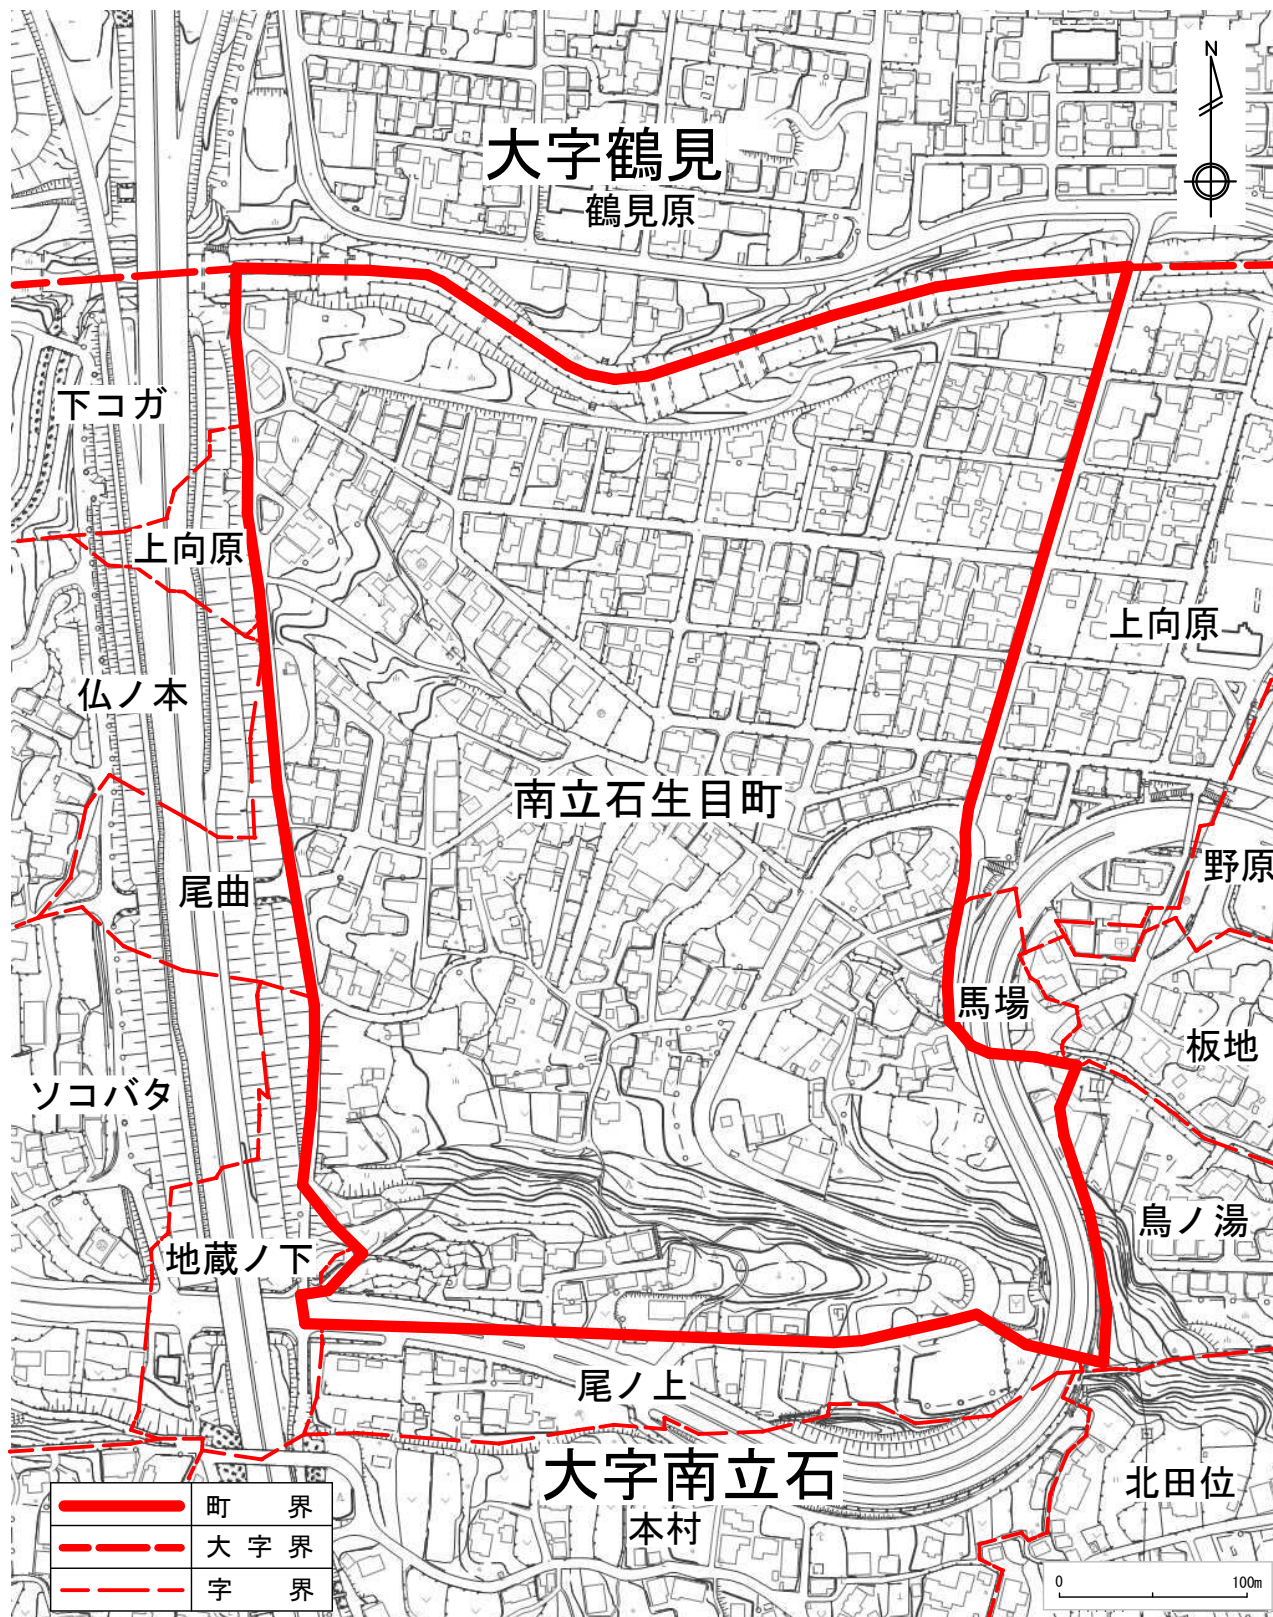 N
大字鶴見
鶴見原
下コガ
上向原
上向原
仏ノ本
南立石生目町
野原
尾曲
馬場
板地
ソコバタ
鳥ノ湯
地蔵ノ下
尾ノ上
大字南立石
本村
北田位
町 界
大 字 界
字 界
0 100m